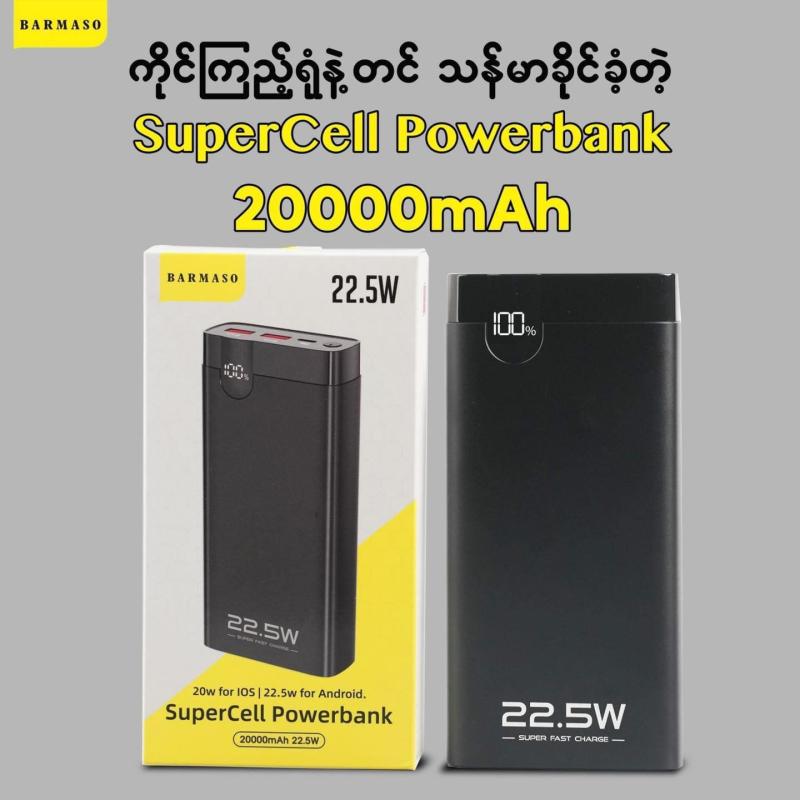 BARMASO
ကိုင်ကြည့်ရုံနဲ့တင် သန်မာခိုင်ခံ့တဲ့
SuperCell Powerbank
20000mAh
BARMASO
22.5W
100%
22.5W
SUPER FAST CHARGE
20w for IOS | 22.5w for Android.
SuperCell Powerbank
20000mAh 22.5W
100%
22.5W
SUPER FAST CHARGE